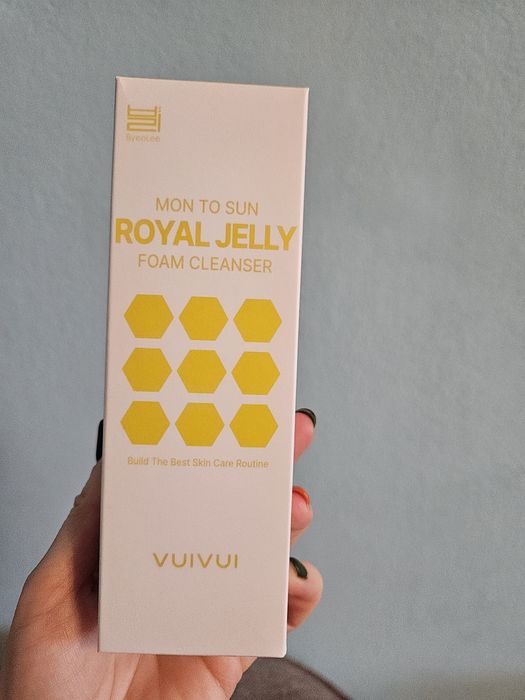 ByeoLee
MON TO SUN
ROYAL JELLY
FOAM CLEANSER
Build The Best Skin Care Routine
VUIVUI